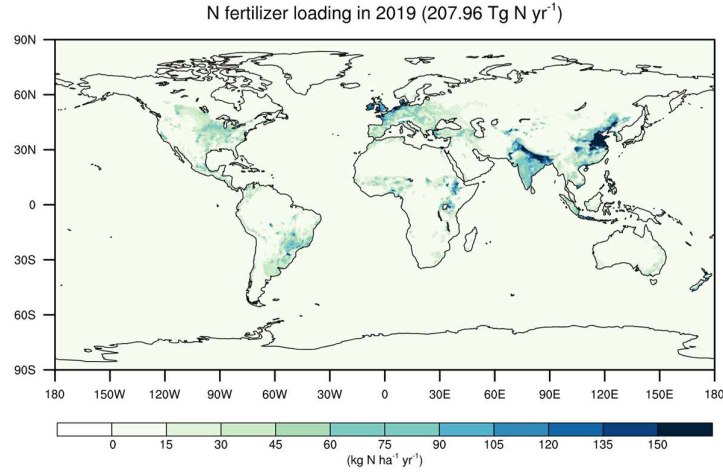 N fertilizer loading in 2019 (207.96 Tg N yr⁻¹)
90N
60N
30N
0
30S
60S
90S
180 150W 120W 90W 60W 30W 0 30E 60E 90E 120E 150E 180
0 15 30 45 60 75 90 105 120 135 150
(kg N ha⁻¹ yr⁻¹)